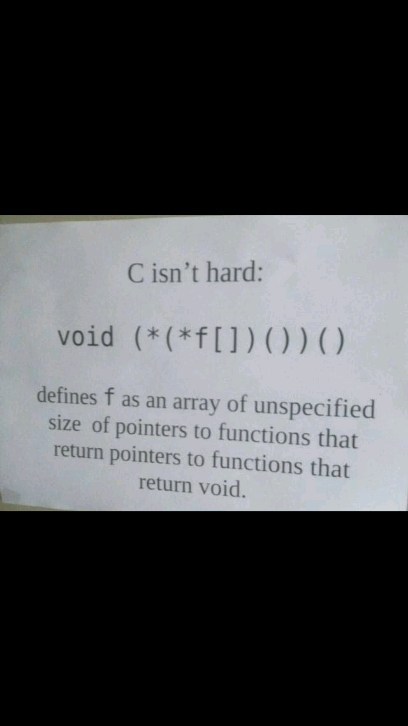 C isn't hard:
void (*(*f[])())()
defines f as an array of unspecified
size of pointers to functions that
return pointers to functions that
return void.